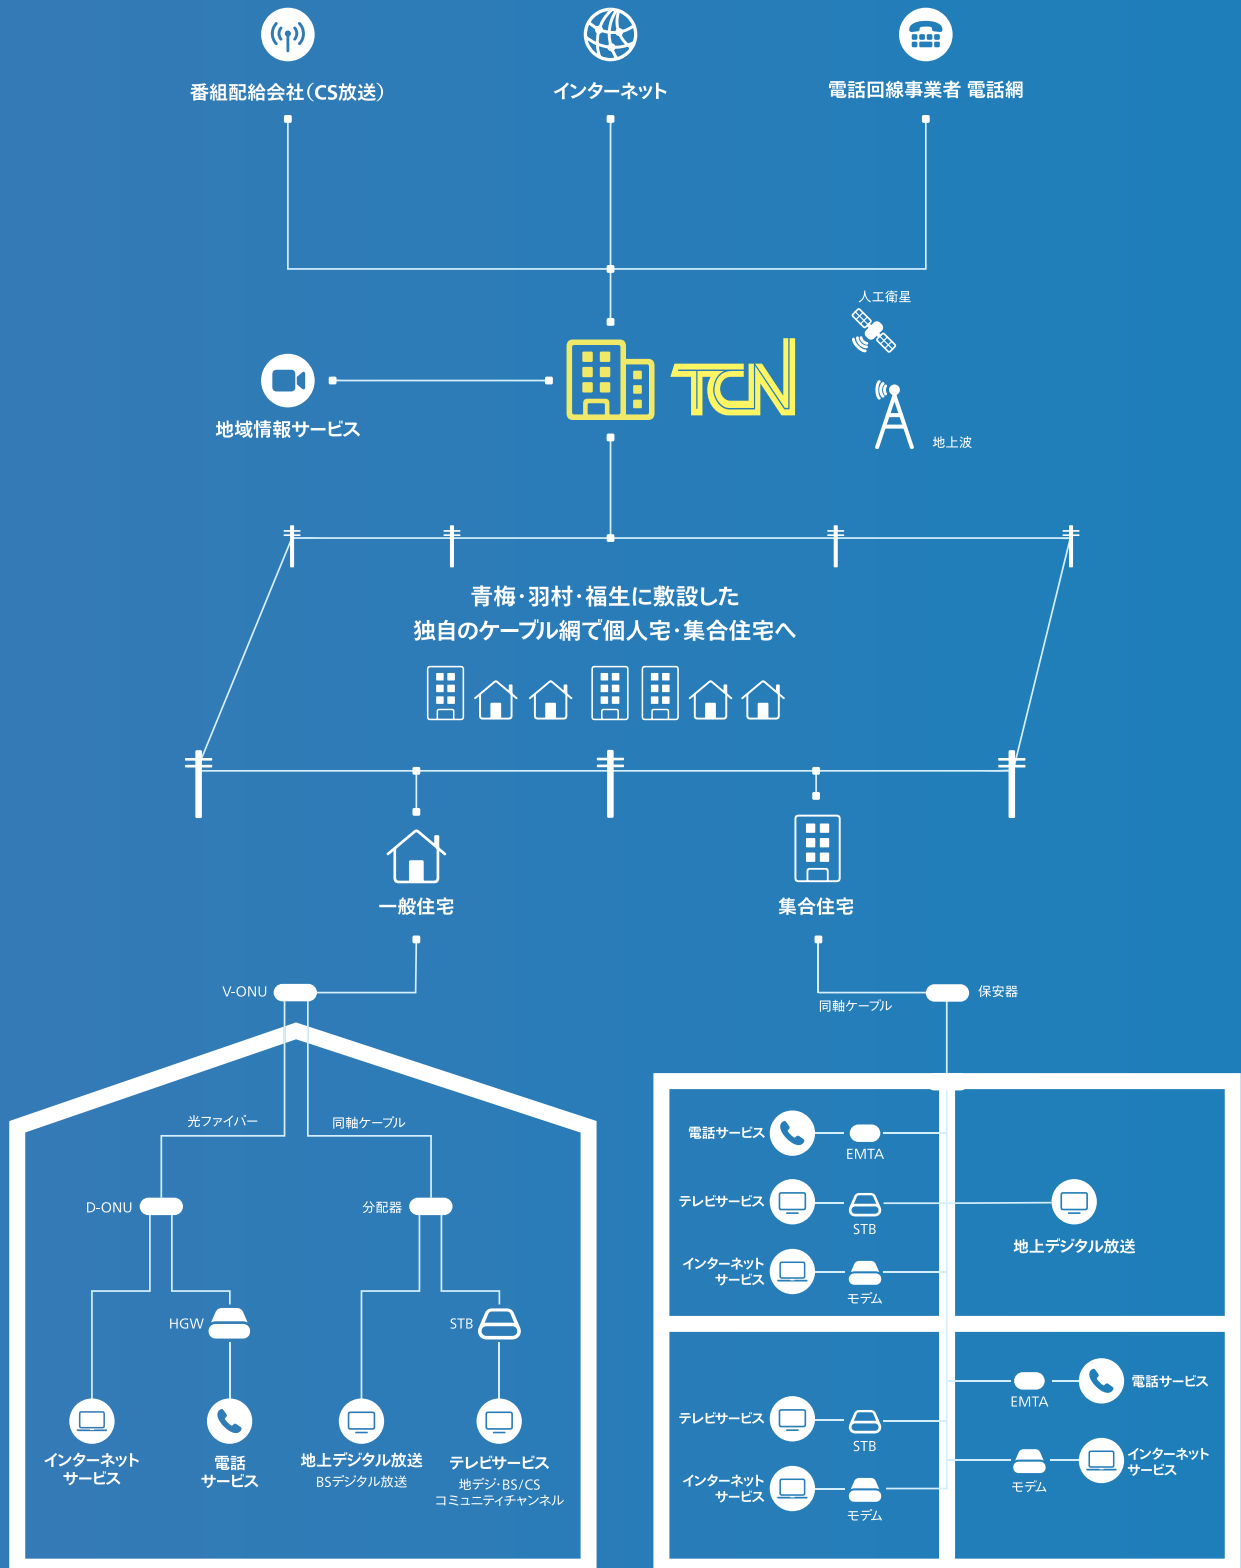 番組配給会社（CS放送）
インターネット
電話回線事業者 電話網
人工衛星
TCN
地域情報サービス
地上波
青梅・羽村・福生に敷設した
独自のケーブル網で個人宅・集合住宅へ
一般住宅
集合住宅
V-ONU
同軸ケーブル
保安器
光ファイバー
同軸ケーブル
D-ONU
分配器
HGW
STB
インターネット
サービス
電話
サービス
地上デジタル放送
BSデジタル放送
テレビサービス
地デジ・BS/CS
コミュニティチャンネル
電話サービス
EMTA
テレビサービス
STB
インターネット
サービス
モデム
地上デジタル放送
テレビサービス
STB
インターネット
サービス
モデム
EMTA
電話サービス
モデム
インターネット
サービス